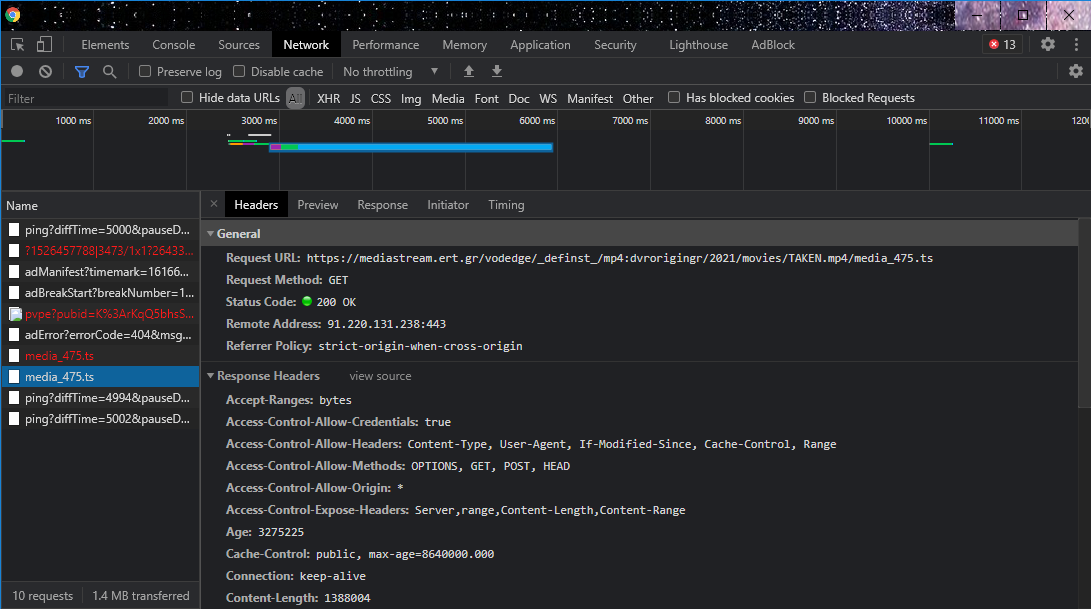 Elements Console Sources Network Performance Memory Application Security Lighthouse AdBlock 13
Preserve log Disable cache No throttling
Filter Hide data URLs All XHR JS CSS Img Media Font Doc WS Manifest Other Has blocked cookies Blocked Requests
1000 ms 2000 ms 3000 ms 4000 ms 5000 ms 6000 ms 7000 ms 8000 ms 9000 ms 10000 ms 11000 ms 120
Name
ping?diffTime=5000&pauseD...
?1526457788|3473/1x1?26433...
adManifest?timemark=16166...
adBreakStart?breakNumber=1...
pvpe?pubid=K%3ArKqQ5bhsS...
adError?errorCode=404&msg...
media_475.ts
media_475.ts
ping?diffTime=4994&pauseD...
ping?diffTime=5002&pauseD...
10 requests 1.4 MB transferred
Headers Preview Response Initiator Timing
General
Request URL: https://mediastream.ert.gr/vodedge/_definst_/mp4:dvrorigingr/2021/movies/TAKEN.mp4/media_475.ts
Request Method: GET
Status Code: 200 OK
Remote Address: 91.220.131.238:443
Referrer Policy: strict-origin-when-cross-origin
Response Headers view source
Accept-Ranges: bytes
Access-Control-Allow-Credentials: true
Access-Control-Allow-Headers: Content-Type, User-Agent, If-Modified-Since, Cache-Control, Range
Access-Control-Allow-Methods: OPTIONS, GET, POST, HEAD
Access-Control-Allow-Origin: *
Access-Control-Expose-Headers: Server,range,Content-Length,Content-Range
Age: 3275225
Cache-Control: public, max-age=8640000.000
Connection: keep-alive
Content-Length: 1388004